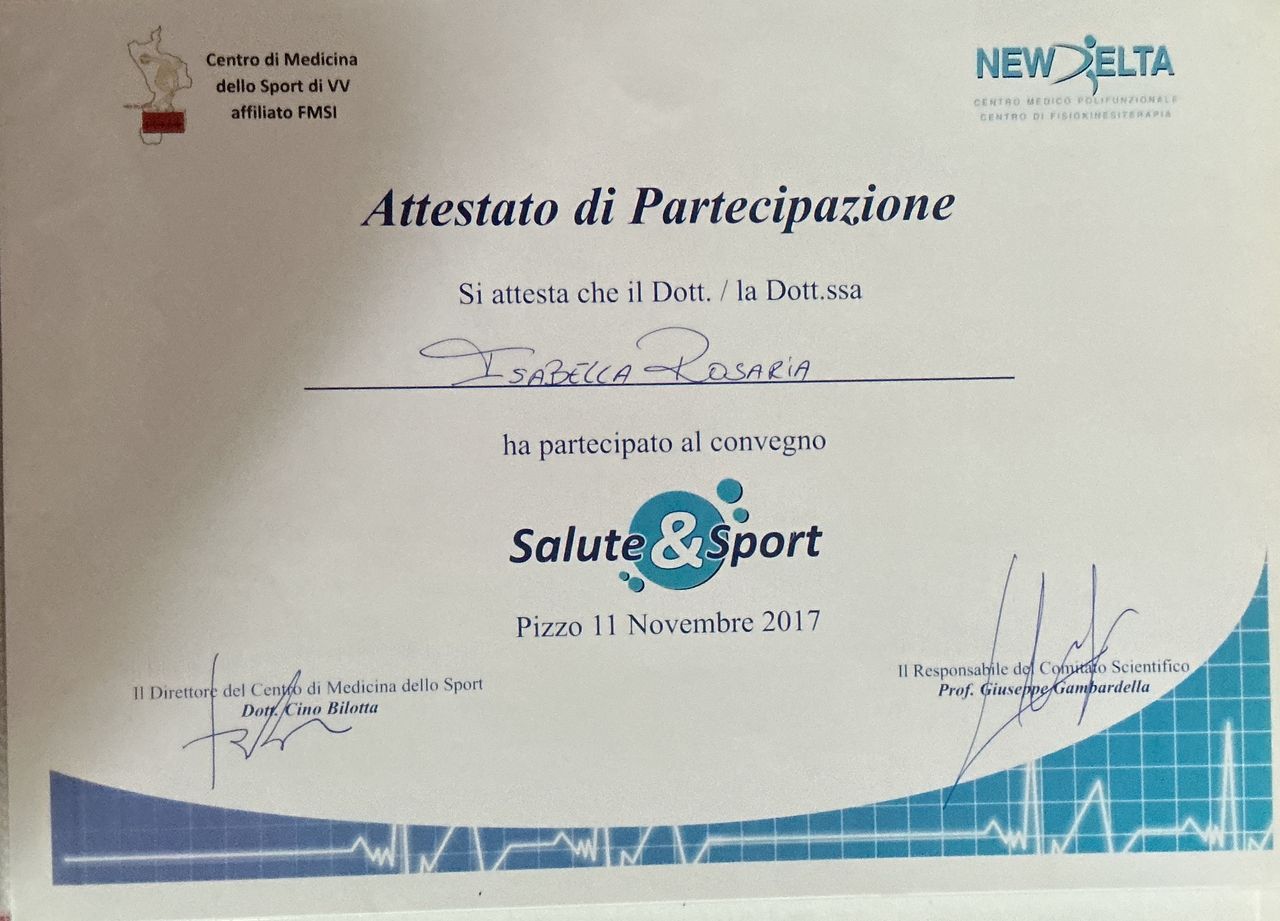 Centro di Medicina
dello Sport di VV
affiliato FMSI
NEWDELTA
CENTRO MEDICO POLIFUNZIONALE
CENTRO DI FISIOKINESITERAPIA
Attestato di Partecipazione
Si attesta che il Dott. / la Dott.ssa
ISABELLA ROSARIA
ha partecipato al convegno
Salute&Sport
Pizzo 11 Novembre 2017
Il Direttore del Centro di Medicina dello Sport
Dott. Cino Bilotta
Il Responsabile del Comitato Scientifico
Prof. Giuseppe Gambardella